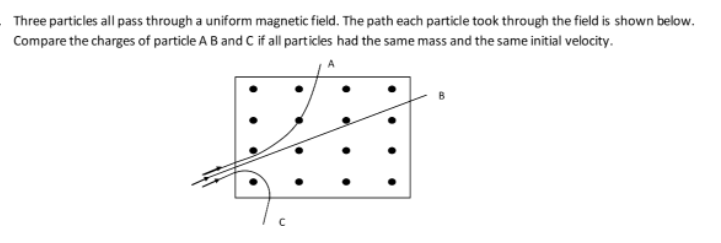 Three particles all pass through a uniform magnetic field. The path each particle took through the field is shown below.
Compare the charges of particle A B and C if all particles had the same mass and the same initial velocity.
A
B
C